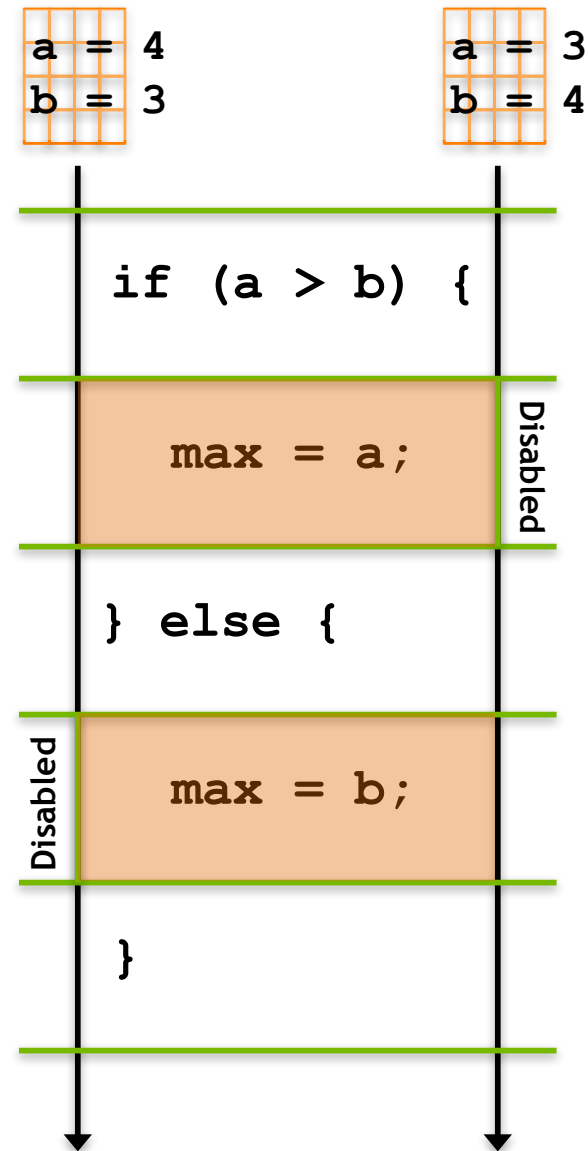 a = 4
b = 3
a = 3
b = 4
if (a > b) {
max = a;
Disabled
} else {
Disabled
max = b;
}